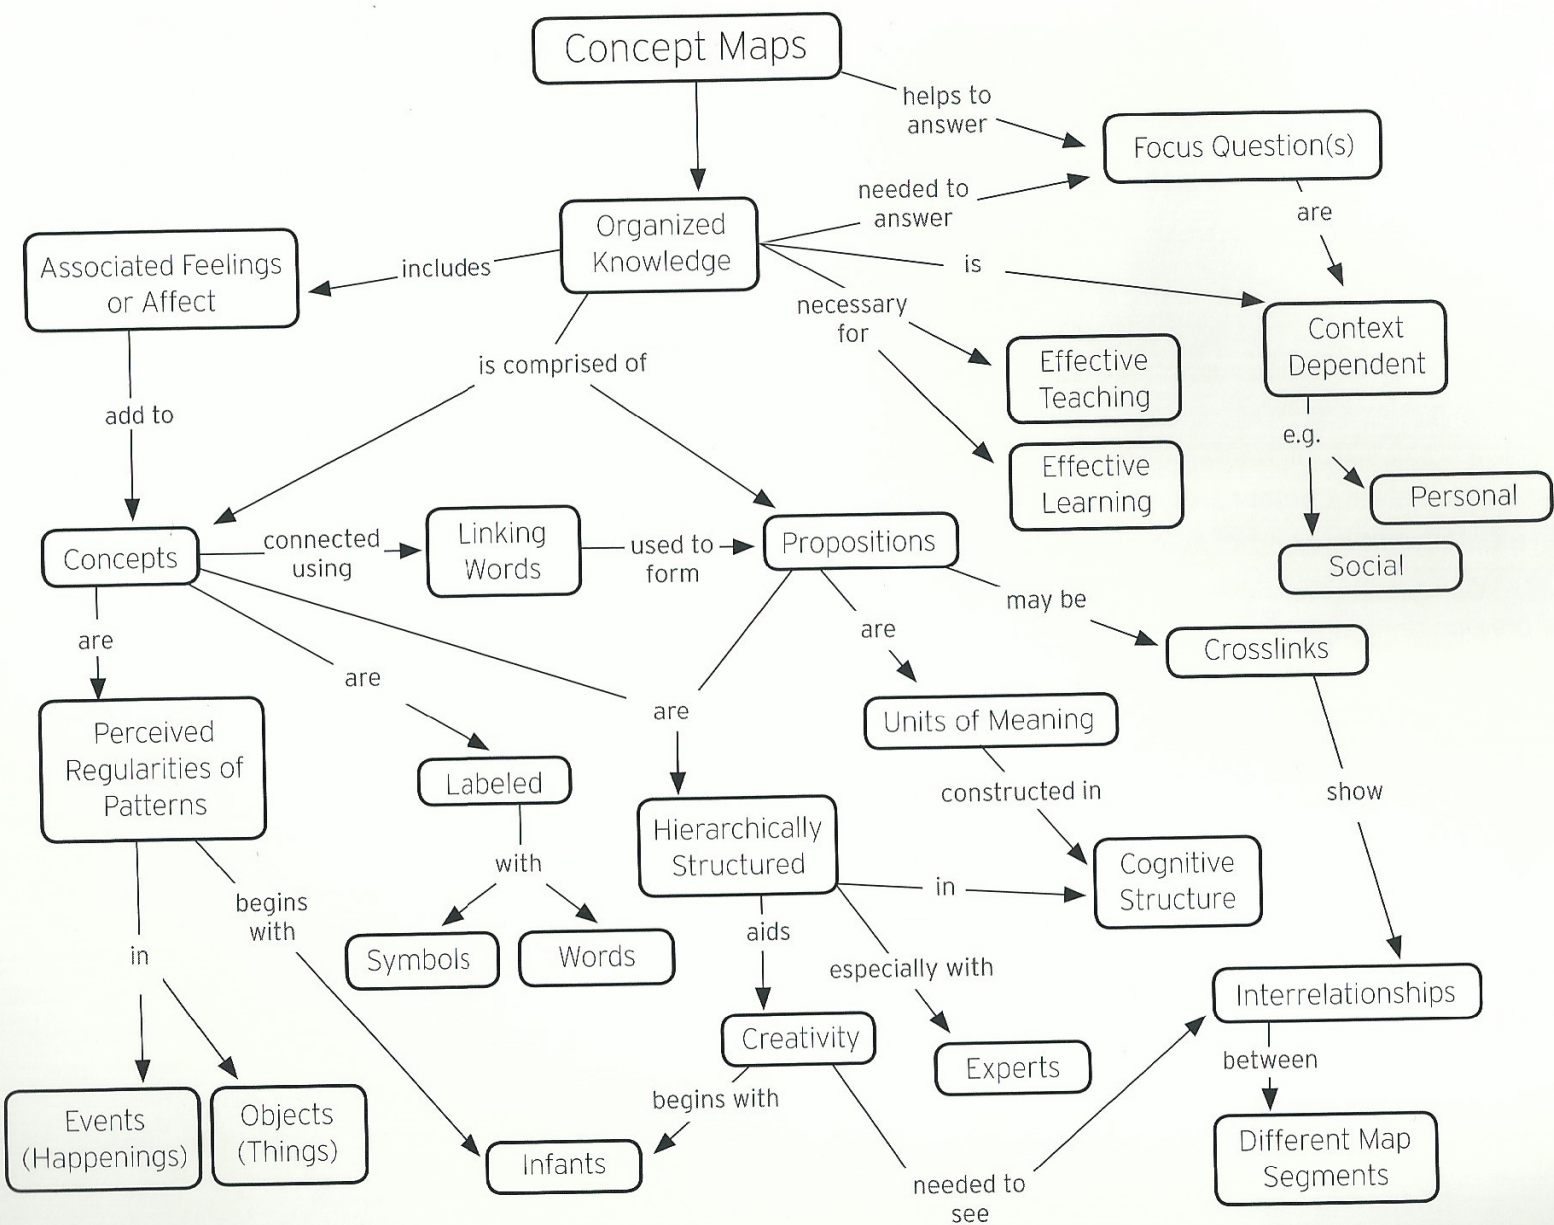 Concept Maps
helps to
answer
Focus Question(s)
needed to
answer
are
Organized
Knowledge
Associated Feelings
or Affect
includes
is
necessary
for
Context
Dependent
Effective
Teaching
is comprised of
add to
e.g.
Effective
Learning
Personal
Concepts
connected
using
Linking
Words
used to
form
Propositions
Social
may be
are
are
Crosslinks
are
are
Units of Meaning
Perceived
Regularities of
Patterns
Labeled
constructed in
show
Hierarchically
Structured
with
Cognitive
Structure
in
begins
with
aids
in
Symbols
Words
especially with
Interrelationships
Creativity
Experts
between
begins with
Events
(Happenings)
Objects
(Things)
Different Map
Segments
Infants
needed to
see